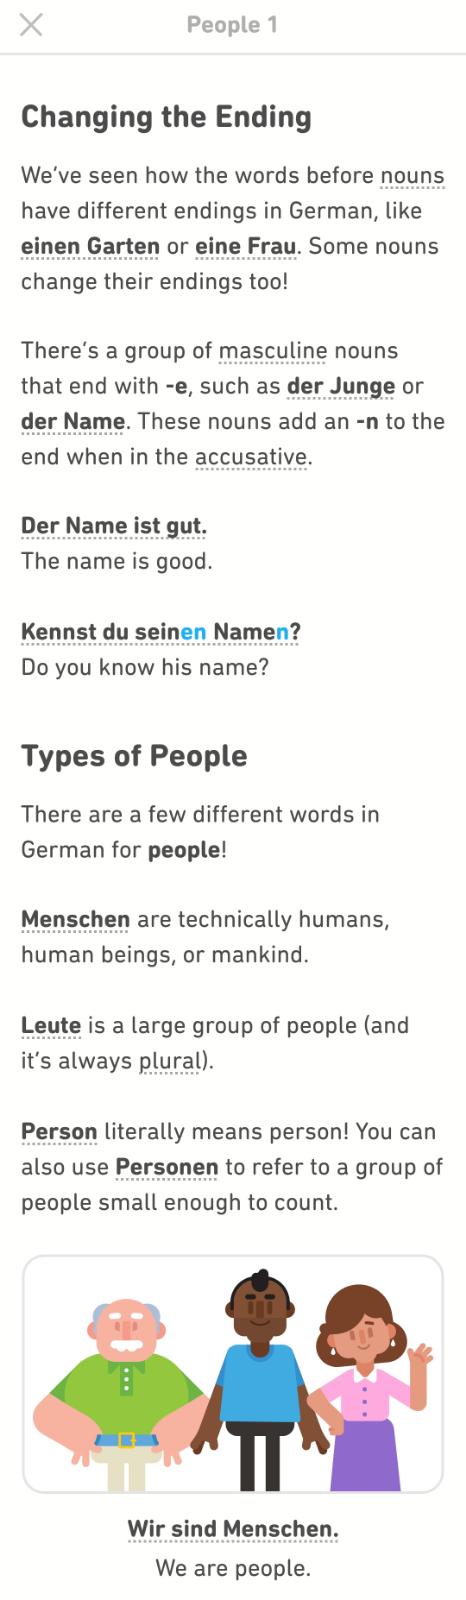 People 1
Changing the Ending
We've seen how the words before nouns
have different endings in German, like
einen Garten or eine Frau. Some nouns
change their endings too!
There's a group of masculine nouns
that end with -e, such as der Junge or
der Name. These nouns add an -n to the
end when in the accusative.
Der Name ist gut.
The name is good.
Kennst du seinen Namen?
Do you know his name?
Types of People
There are a few different words in
German for people!
Menschen are technically humans,
human beings, or mankind.
Leute is a large group of people (and
it's always plural).
Person literally means person! You can
also use Personen to refer to a group of
people small enough to count.
Wir sind Menschen.
We are people.